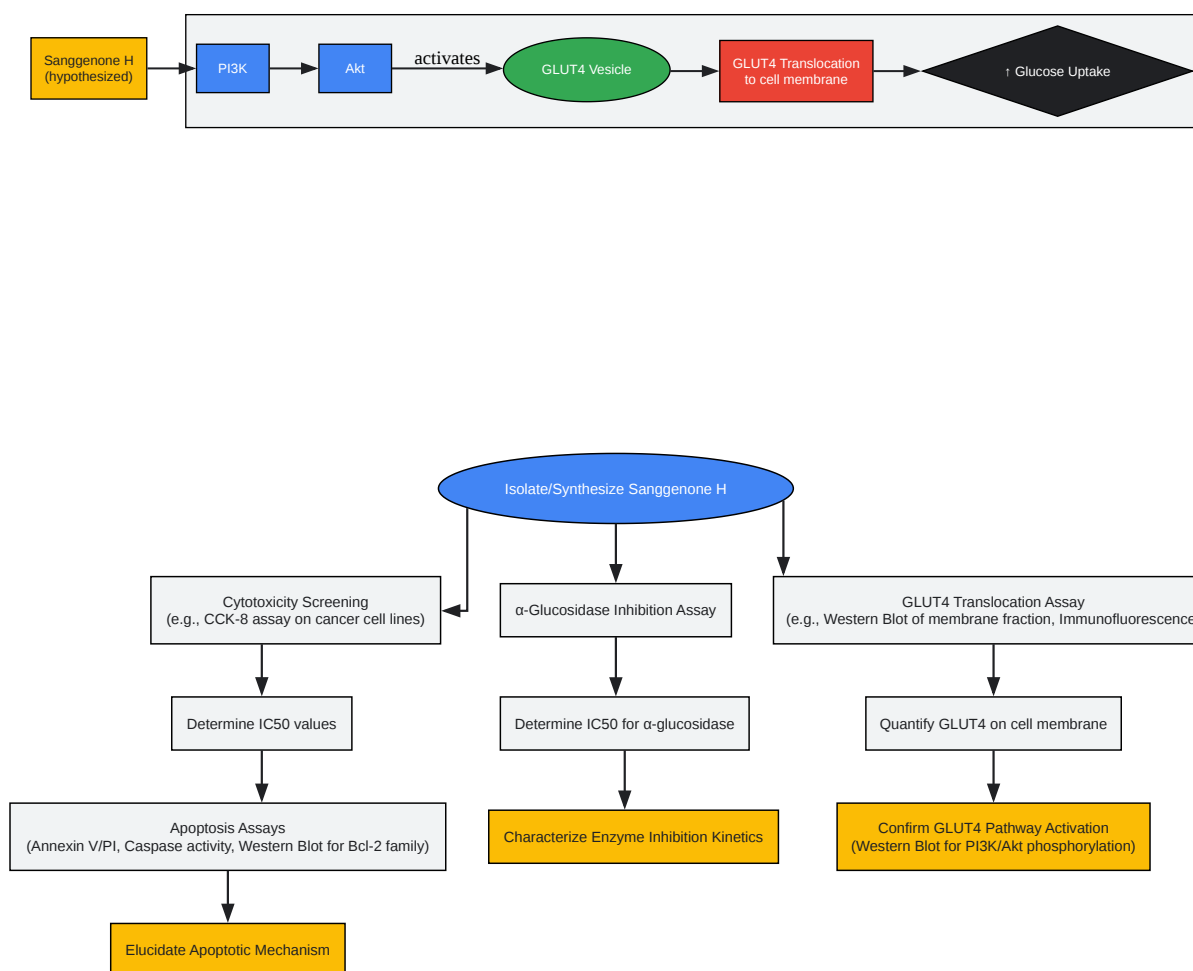 Sanggenone H
(hypothesized)
PI3K
Akt
activates
GLUT4 Vesicle
GLUT4 Translocation
to cell membrane
↑ Glucose Uptake
Isolate/Synthesize Sanggenone H
Cytotoxicity Screening
(e.g., CCK-8 assay on cancer cell lines)
α-Glucosidase Inhibition Assay
GLUT4 Translocation Assay
(e.g., Western Blot of membrane fraction, Immunofluorescence
Determine IC50 values
Determine IC50 for α-glucosidase
Quantify GLUT4 on cell membrane
Apoptosis Assays
(Annexin V/PI, Caspase activity, Western Blot for Bcl-2 family)
Characterize Enzyme Inhibition Kinetics
Confirm GLUT4 Pathway Activation
(Western Blot for PI3K/Akt phosphorylation)
Elucidate Apoptotic Mechanism